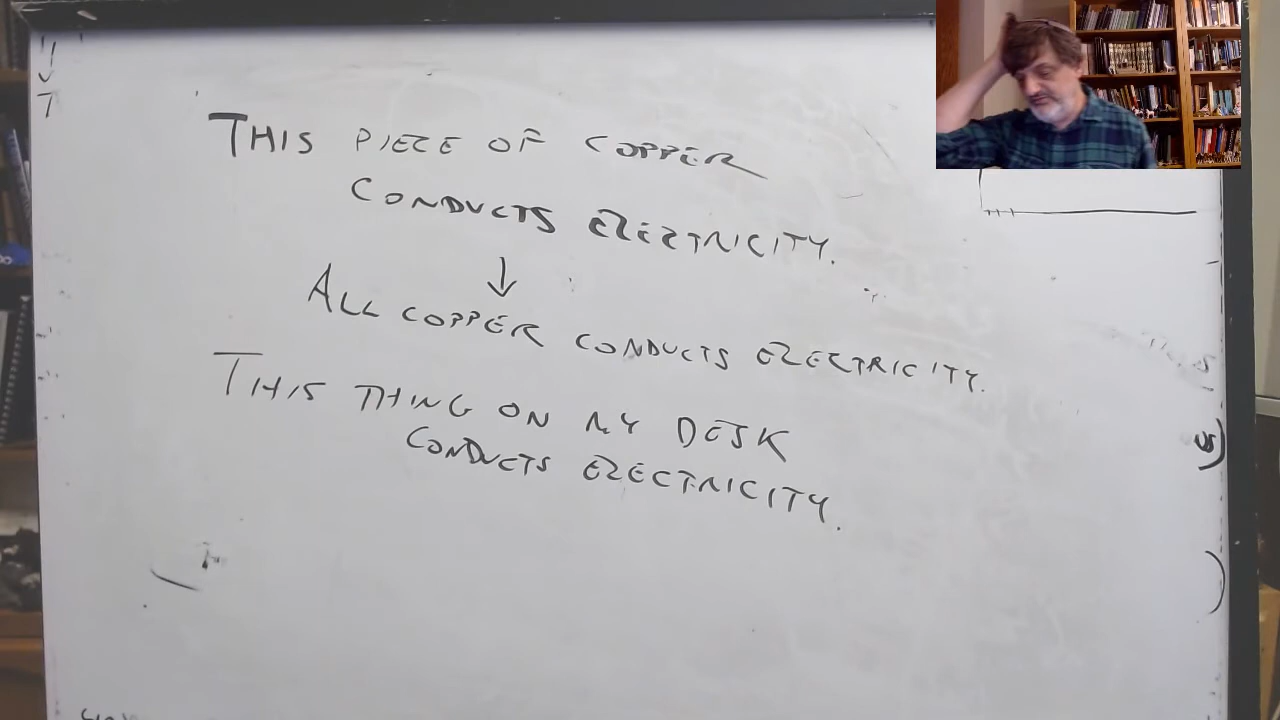 THIS PIECE OF COPPER
CONDUCTS ELECTRICITY.
↓
ALL COPPER CONDUCTS ELECTRICITY.
THIS THING ON MY DESK
CONDUCTS ELECTRICITY.